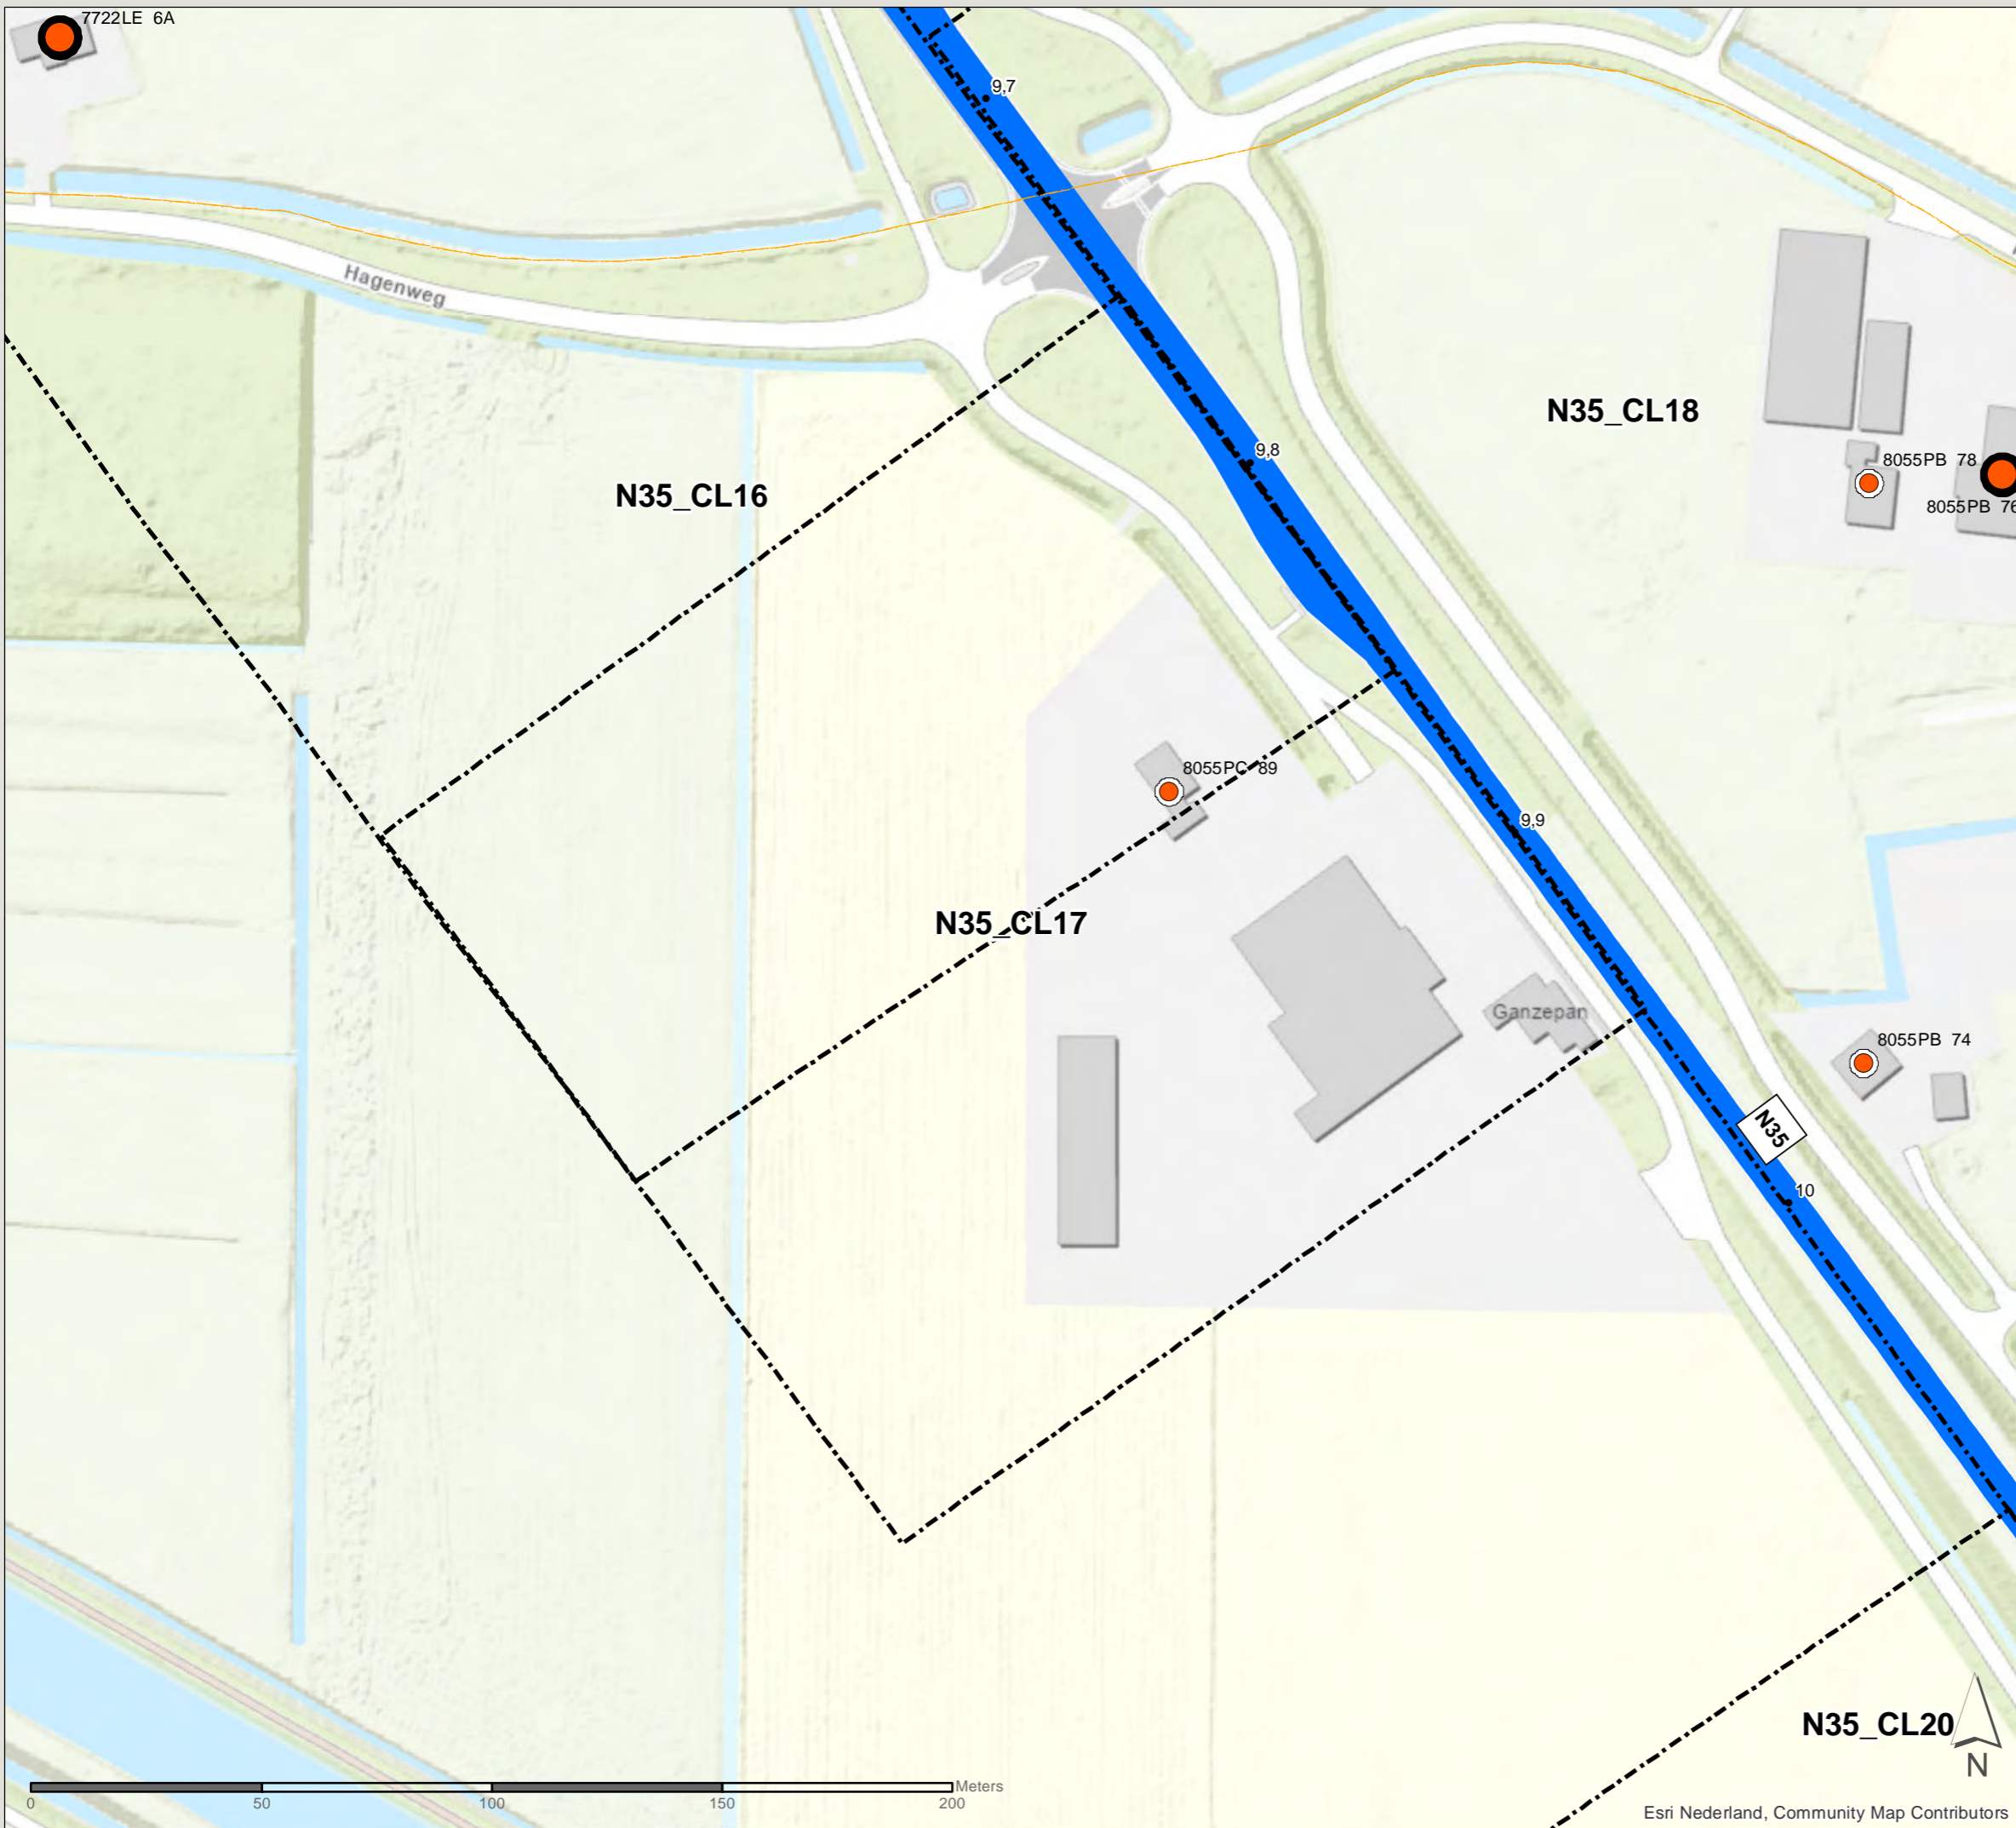 7722LE 6A
9,7
Hagenweg
N35_CL18
9,8
8055PB 78
N35_CL16
8055PB 76
8055PC 89
9,9
N35_CL17
Ganzepan
8055PB 74
N35
10
N35_CL20
N
Meters
0 50 100 150 200
Esri Nederland, Community Map Contributors